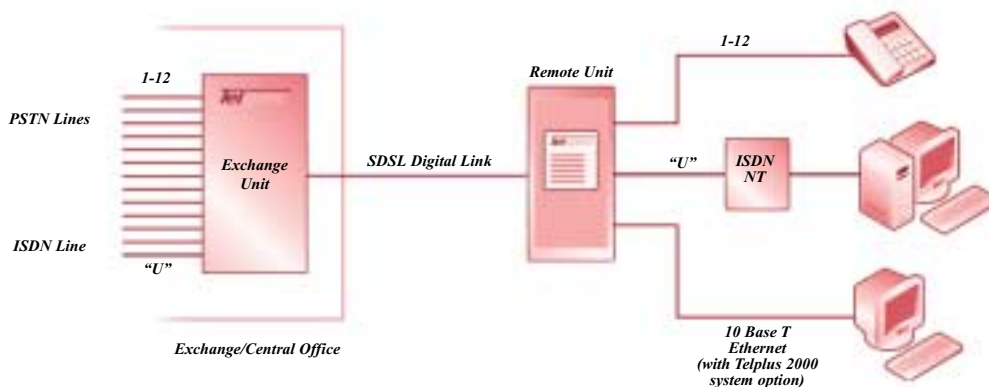 1-12
1-12
Remote Unit
PSTN Lines
Exchange
Unit
SDSL Digital Link
“U”
ISDN
NT
ISDN Line
“U”
Exchange/Central Office
10 Base T
Ethernet
(with Telplus 2000
system option)